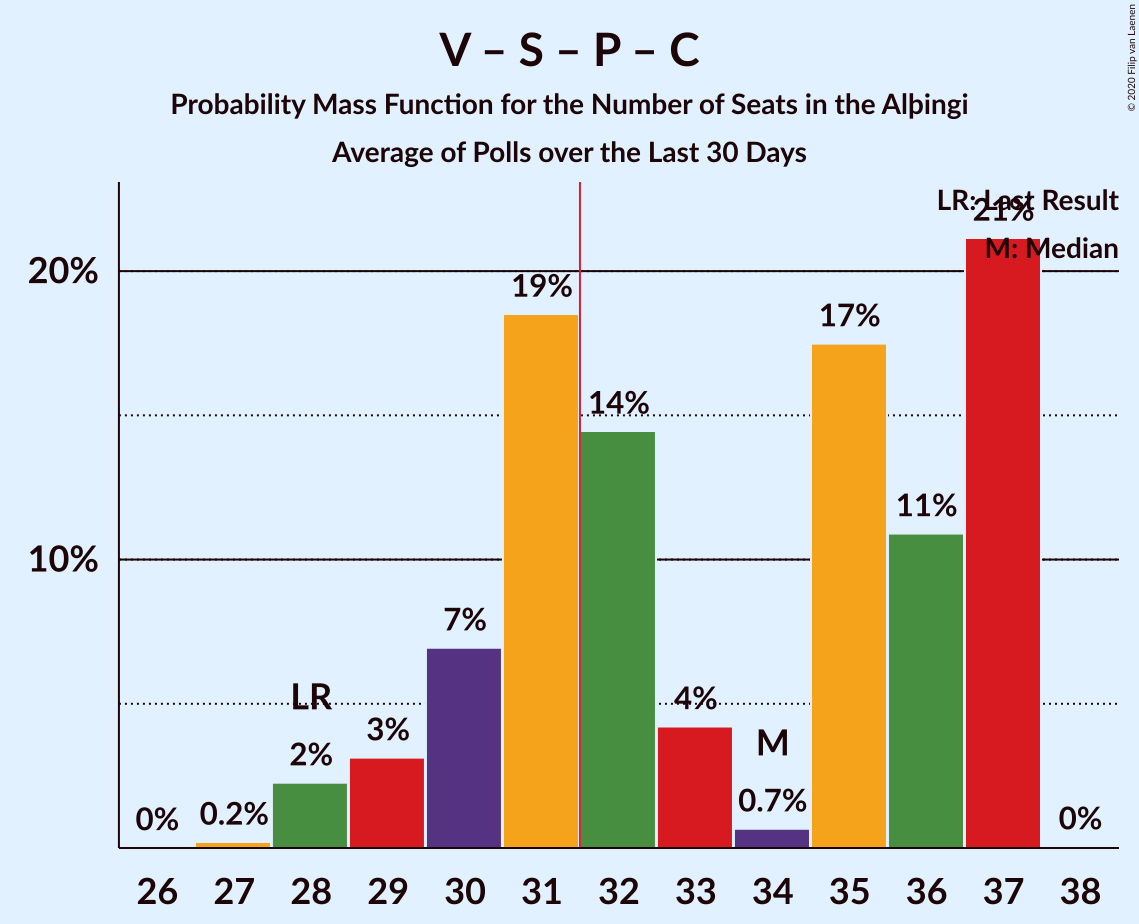 V – S – P – C
Probability Mass Function for the Number of Seats in the Alþingi
Average of Polls over the Last 30 Days
© 2020 Filip van Laenen
LR: Last Result
M: Median
20%
10%
0%
0.2%
LR
2%
3%
7%
19%
14%
4%
M
0.7%
17%
11%
21%
0%
26 27 28 29 30 31 32 33 34 35 36 37 38